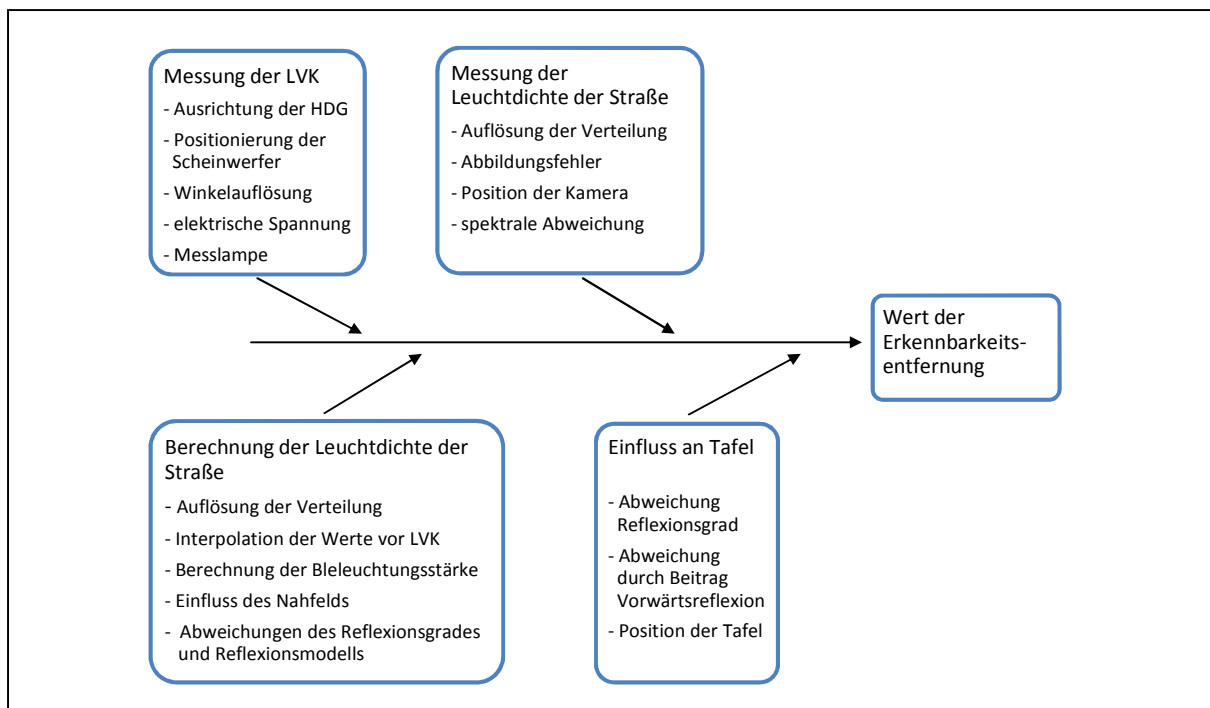 Messung der LVK
- Ausrichtung der HDG
- Positionierung der
Scheinwerfer
- Winkelauflösung
- elektrische Spannung
- Messlampe
Messung der
Leuchtdichte der Straße
- Auflösung der Verteilung
- Abbildungsfehler
- Position der Kamera
- spektrale Abweichung
Wert der
Erkennbarkeits-
entfernung
Berechnung der Leuchtdichte der
Straße
- Auflösung der Verteilung
- Interpolation der Werte vor LVK
- Berechnung der Bleleuchtungsstärke
- Einfluss des Nahfelds
- Abweichungen des Reflexionsgrades
und Reflexionsmodells
Einfluss an Tafel
- Abweichung
Reflexionsgrad
- Abweichung
durch Beitrag
Vorwärtsreflexion
- Position der Tafel